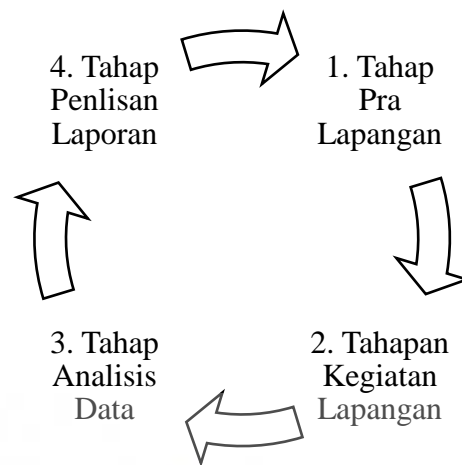 4. Tahap
Penlisan
Laporan
1. Tahap
Pra
Lapangan
3. Tahap
Analisis
Data
2. Tahapan
Kegiatan
Lapangan